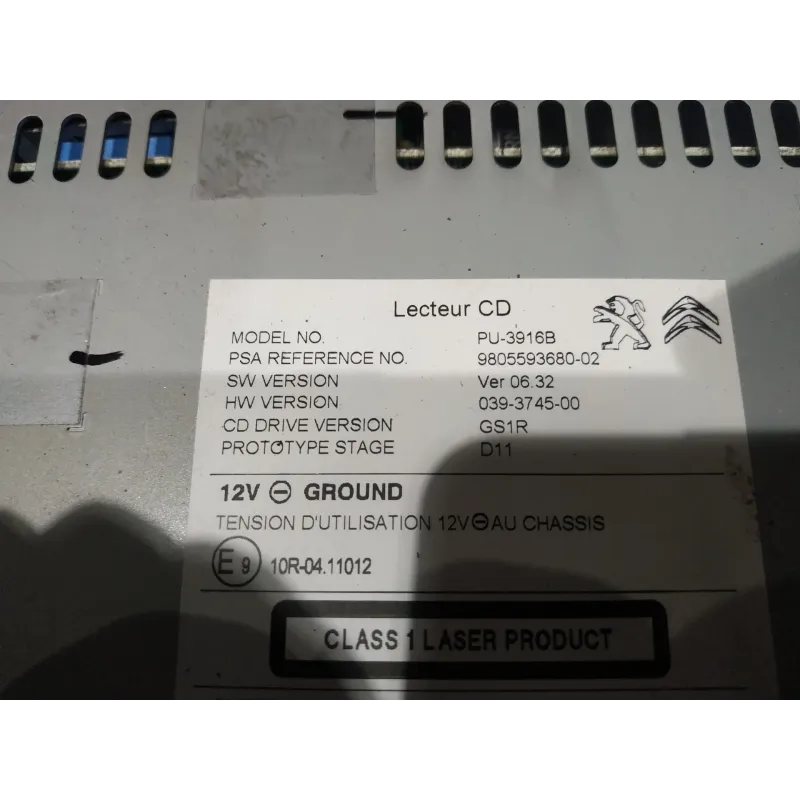 Lecteur CD
MODEL NO. PU-3916B
PSA REFERENCE NO. 9805593680-02
SW VERSION Ver 06.32
HW VERSION 039-3745-00
CD DRIVE VERSION GS1R
PROTOTYPE STAGE D11
12V ⊖ GROUND
TENSION D'UTILISATION 12V⊖AU CHASSIS
E9 10R-04.11012
CLASS 1 LASER PRODUCT